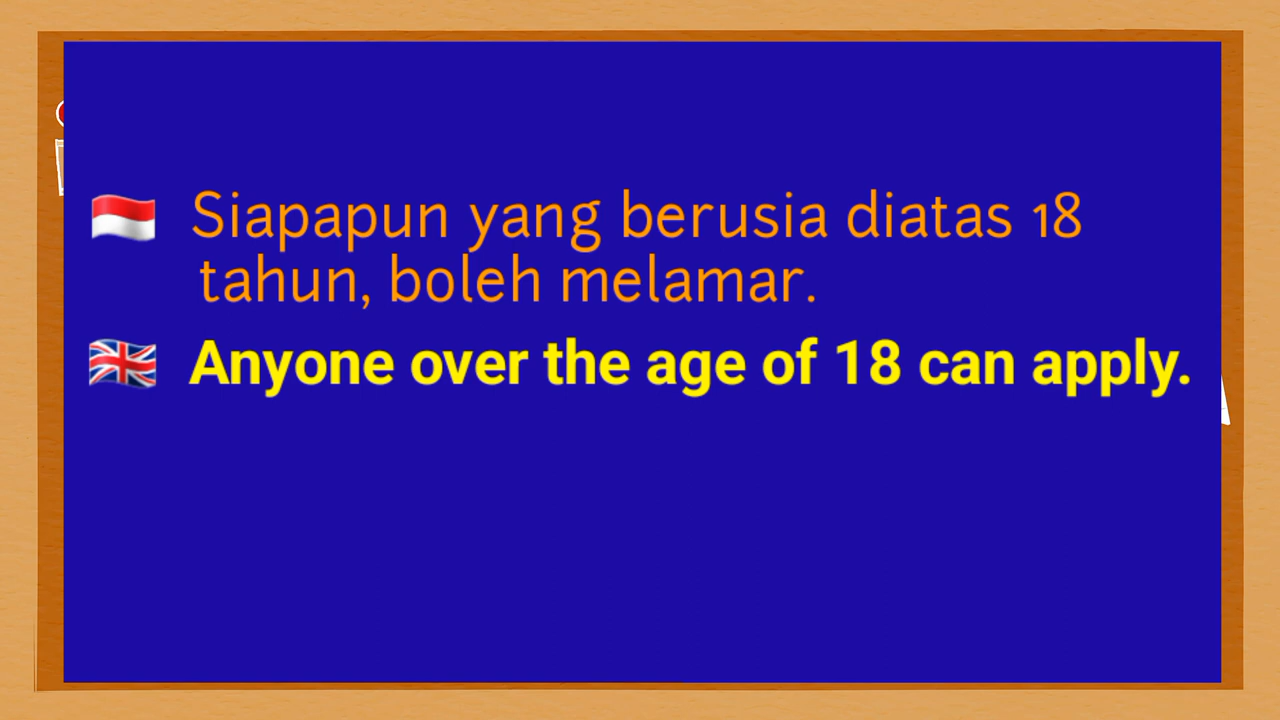 Siapapun yang berusia diatas 18
tahun, boleh melamar.
Anyone over the age of 18 can apply.